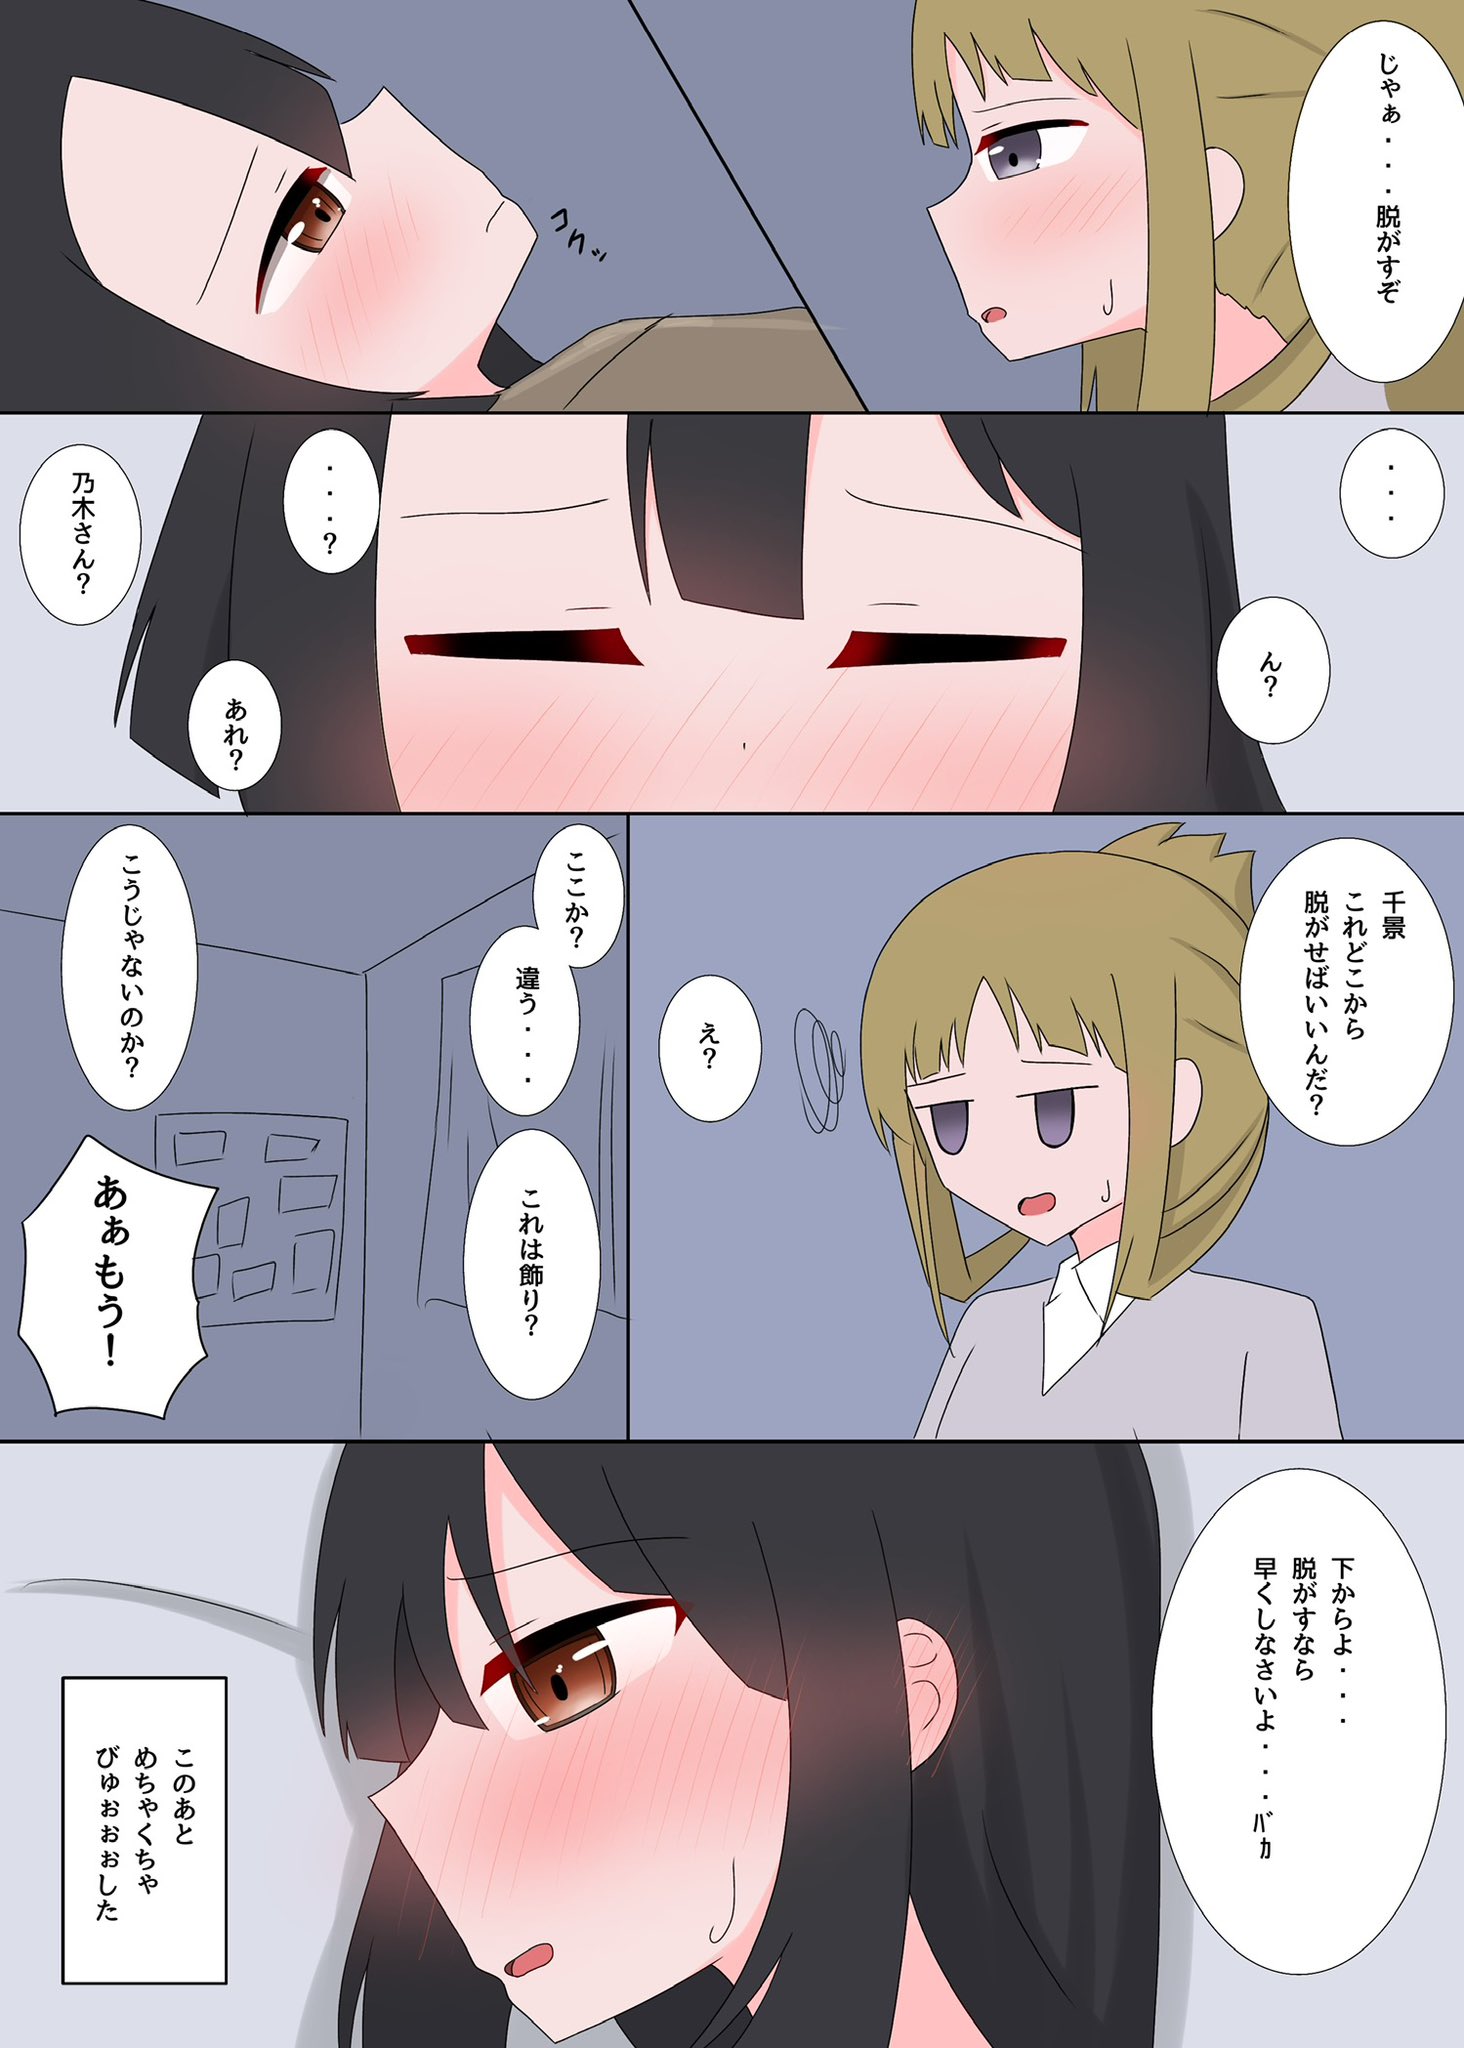 じゃぁ・・・脱がすぞ
コクッ
・・・
ん?
・・・?
あれ?
乃木さん?
千景
これどこから
脱がせばいいんだ?
え?
ここか?
違う・・・
これは飾り?
こうじゃないのか?
あぁもう!
下からよ・・・
脱がすなら
早くしなさいよ・・・・バカ
このあと
めちゃくちゃ
びゅぉぉぉした